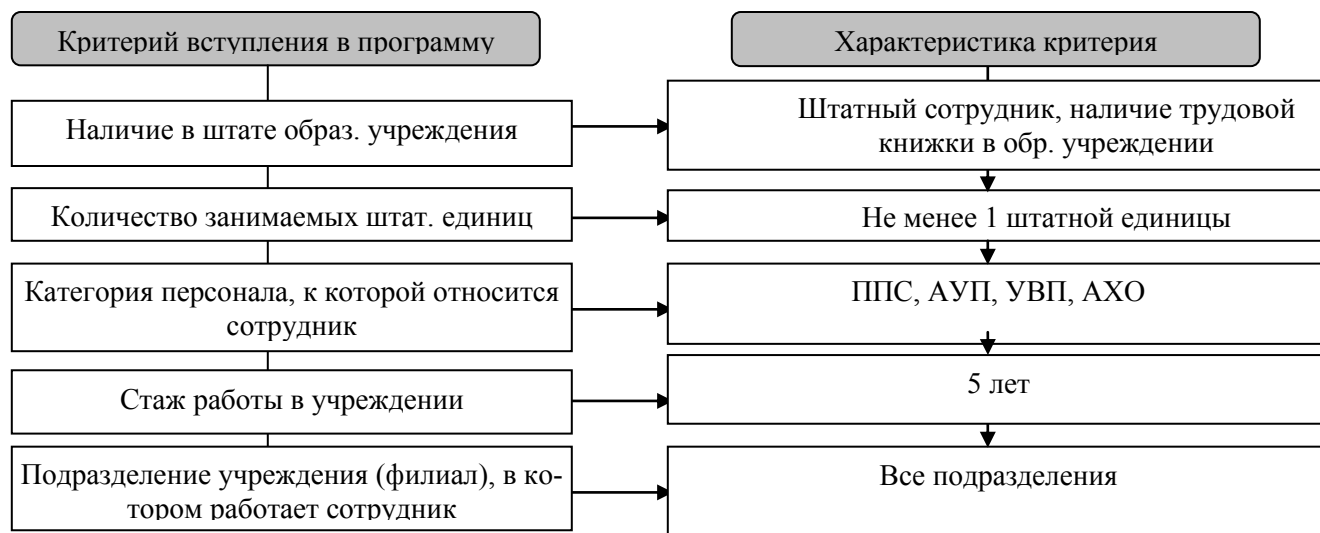 Критерий вступления в программу
Характеристика критерия
Наличие в штате образ. учреждения
Штатный сотрудник, наличие трудовой
книжки в обр. учреждении
Количество занимаемых штат. единиц
Не менее 1 штатной единицы
Категория персонала, к которой относится
сотрудник
ППС, АУП, УВП, АХО
Стаж работы в учреждении
5 лет
Подразделение учреждения (филиал), в ко-
тором работает сотрудник
Все подразделения